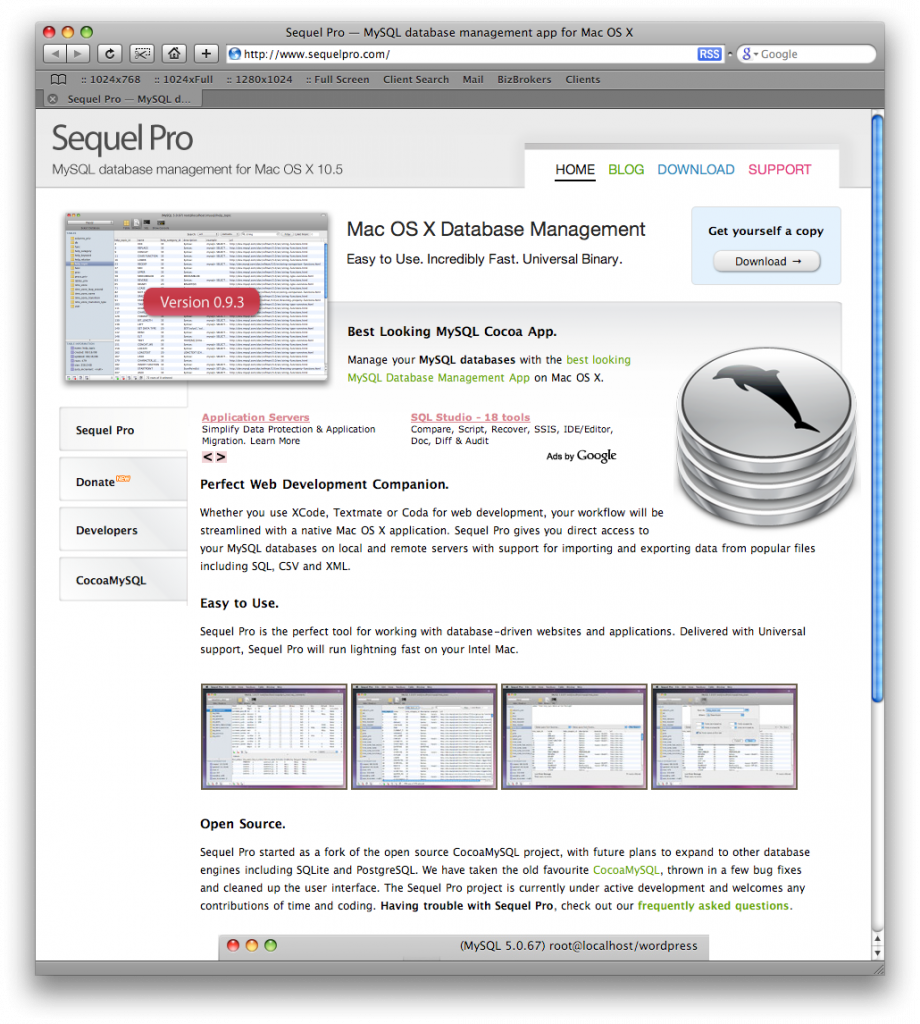 Sequel Pro — MySQL database management app for Mac OS X
http://www.sequelpro.com/
RSS
Google
:: 1024x768 :: 1024xFull :: 1280x1024 :: Full Screen Client Search Mail BizBrokers Clients
Sequel Pro — MySQL d...
Sequel Pro
MySQL database management for Mac OS X 10.5
HOME BLOG DOWNLOAD SUPPORT
Version 0.9.3
Mac OS X Database Management
Easy to Use. Incredibly Fast. Universal Binary.
Get yourself a copy
Download →
Best Looking MySQL Cocoa App.
Manage your MySQL databases with the best looking
MySQL Database Management App on Mac OS X.
Sequel Pro
Donate NEW
Developers
CocoaMySQL
Application Servers
Simplify Data Protection & Application
Migration. Learn More
SQL Studio - 18 tools
Compare, Script, Recover, SSIS, IDE/Editor,
Doc, Diff & Audit
< >
Ads by Google
Perfect Web Development Companion.
Whether you use XCode, Textmate or Coda for web development, your workflow will be
streamlined with a native Mac OS X application. Sequel Pro gives you direct access to
your MySQL databases on local and remote servers with support for importing and exporting data from popular files
including SQL, CSV and XML.
Easy to Use.
Sequel Pro is the perfect tool for working with database-driven websites and applications. Delivered with Universal
support, Sequel Pro will run lightning fast on your Intel Mac.
Open Source.
Sequel Pro started as a fork of the open source CocoaMySQL project, with future plans to expand to other database
engines including SQLite and PostgreSQL. We have taken the old favourite CocoaMySQL, thrown in a few bug fixes
and cleaned up the user interface. The Sequel Pro project is currently under active development and welcomes any
contributions of time and coding. Having trouble with Sequel Pro, check out our frequently asked questions.
(MySQL 5.0.67) root@localhost/wordpress